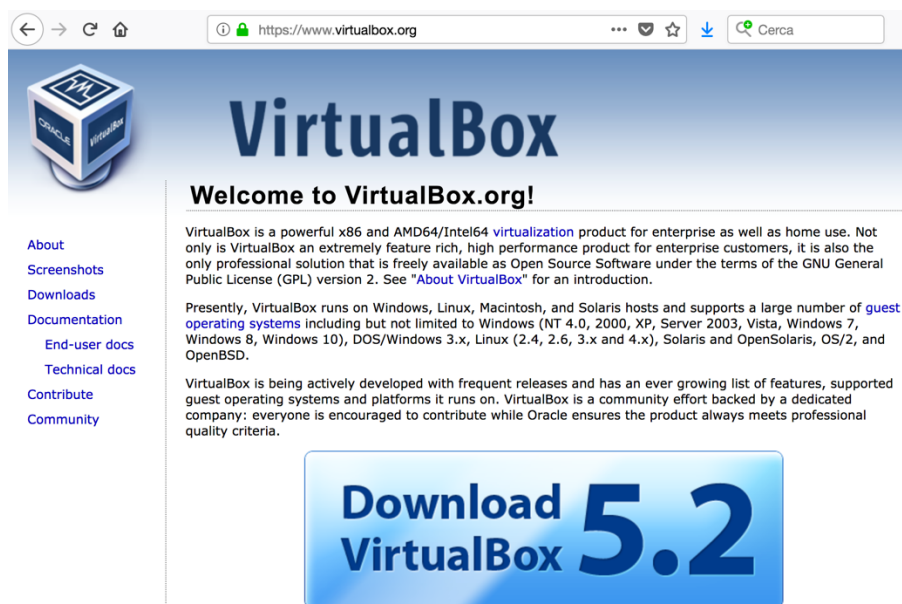 https://www.virtualbox.org
Cerca
ORACLE
VirtualBox
VirtualBox
Welcome to VirtualBox.org!
About
Screenshots
Downloads
Documentation
End-user docs
Technical docs
Contribute
Community
VirtualBox is a powerful x86 and AMD64/Intel64 virtualization product for enterprise as well as home use. Not
only is VirtualBox an extremely feature rich, high performance product for enterprise customers, it is also the
only professional solution that is freely available as Open Source Software under the terms of the GNU General
Public License (GPL) version 2. See "About VirtualBox" for an introduction.
Presently, VirtualBox runs on Windows, Linux, Macintosh, and Solaris hosts and supports a large number of guest
operating systems including but not limited to Windows (NT 4.0, 2000, XP, Server 2003, Vista, Windows 7,
Windows 8, Windows 10), DOS/Windows 3.x, Linux (2.4, 2.6, 3.x and 4.x), Solaris and OpenSolaris, OS/2, and
OpenBSD.
VirtualBox is being actively developed with frequent releases and has an ever growing list of features, supported
guest operating systems and platforms it runs on. VirtualBox is a community effort backed by a dedicated
company: everyone is encouraged to contribute while Oracle ensures the product always meets professional
quality criteria.
Download
VirtualBox 5.2